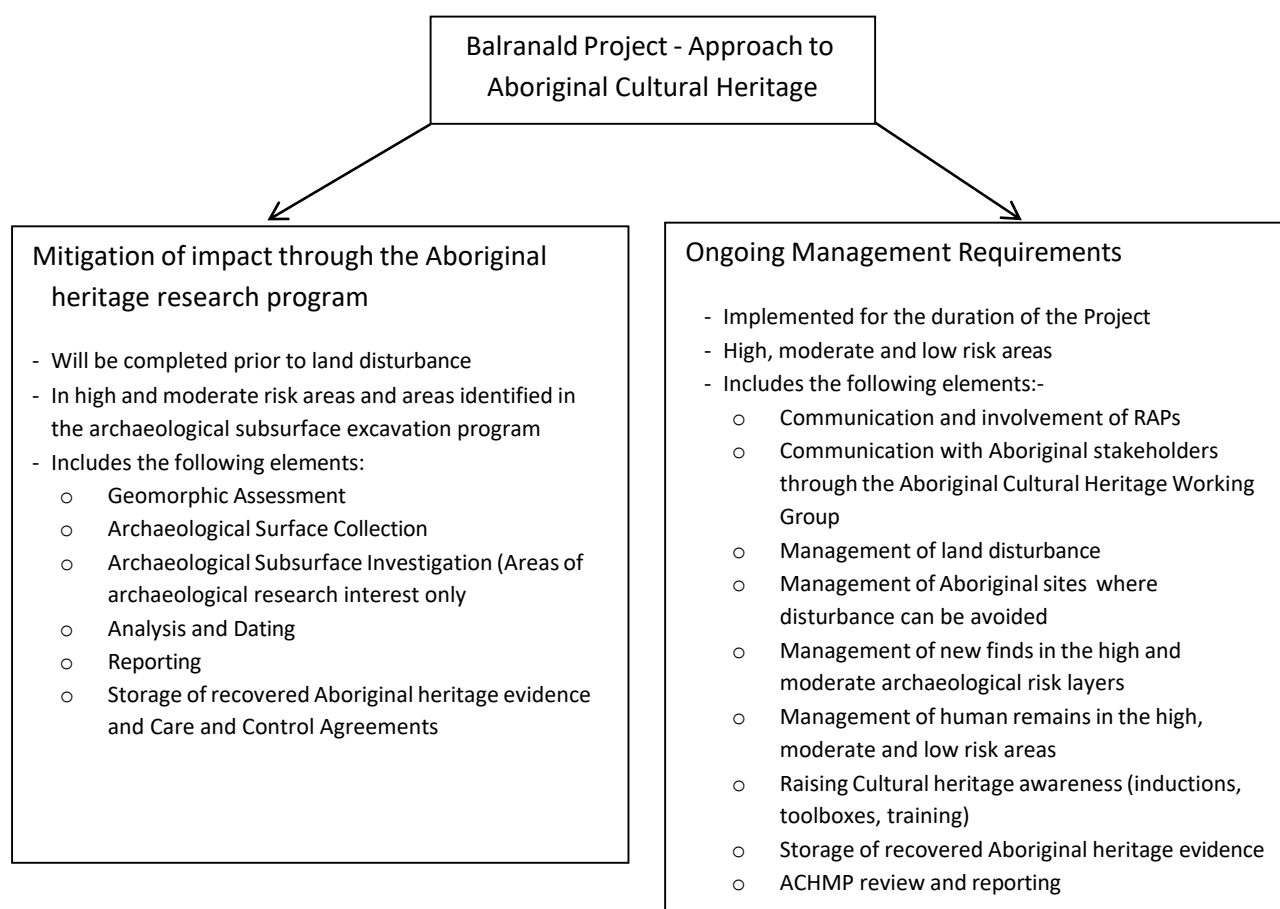 Balranald Project - Approach to
Aboriginal Cultural Heritage
Mitigation of impact through the Aboriginal
heritage research program
- Will be completed prior to land disturbance
- In high and moderate risk areas and areas identified in
the archaeological subsurface excavation program
- Includes the following elements:
o Geomorphic Assessment
o Archaeological Surface Collection
o Archaeological Subsurface Investigation (Areas of
archaeological research interest only
o Analysis and Dating
o Reporting
o Storage of recovered Aboriginal heritage evidence
and Care and Control Agreements
Ongoing Management Requirements
- Implemented for the duration of the Project
- High, moderate and low risk areas
- Includes the following elements:-
o Communication and involvement of RAPs
o Communication with Aboriginal stakeholders
through the Aboriginal Cultural Heritage Working
Group
o Management of land disturbance
o Management of Aboriginal sites where
disturbance can be avoided
o Management of new finds in the high and
moderate archaeological risk layers
o Management of human remains in the high,
moderate and low risk areas
o Raising Cultural heritage awareness (inductions,
toolboxes, training)
o Storage of recovered Aboriginal heritage evidence
o ACHMP review and reporting